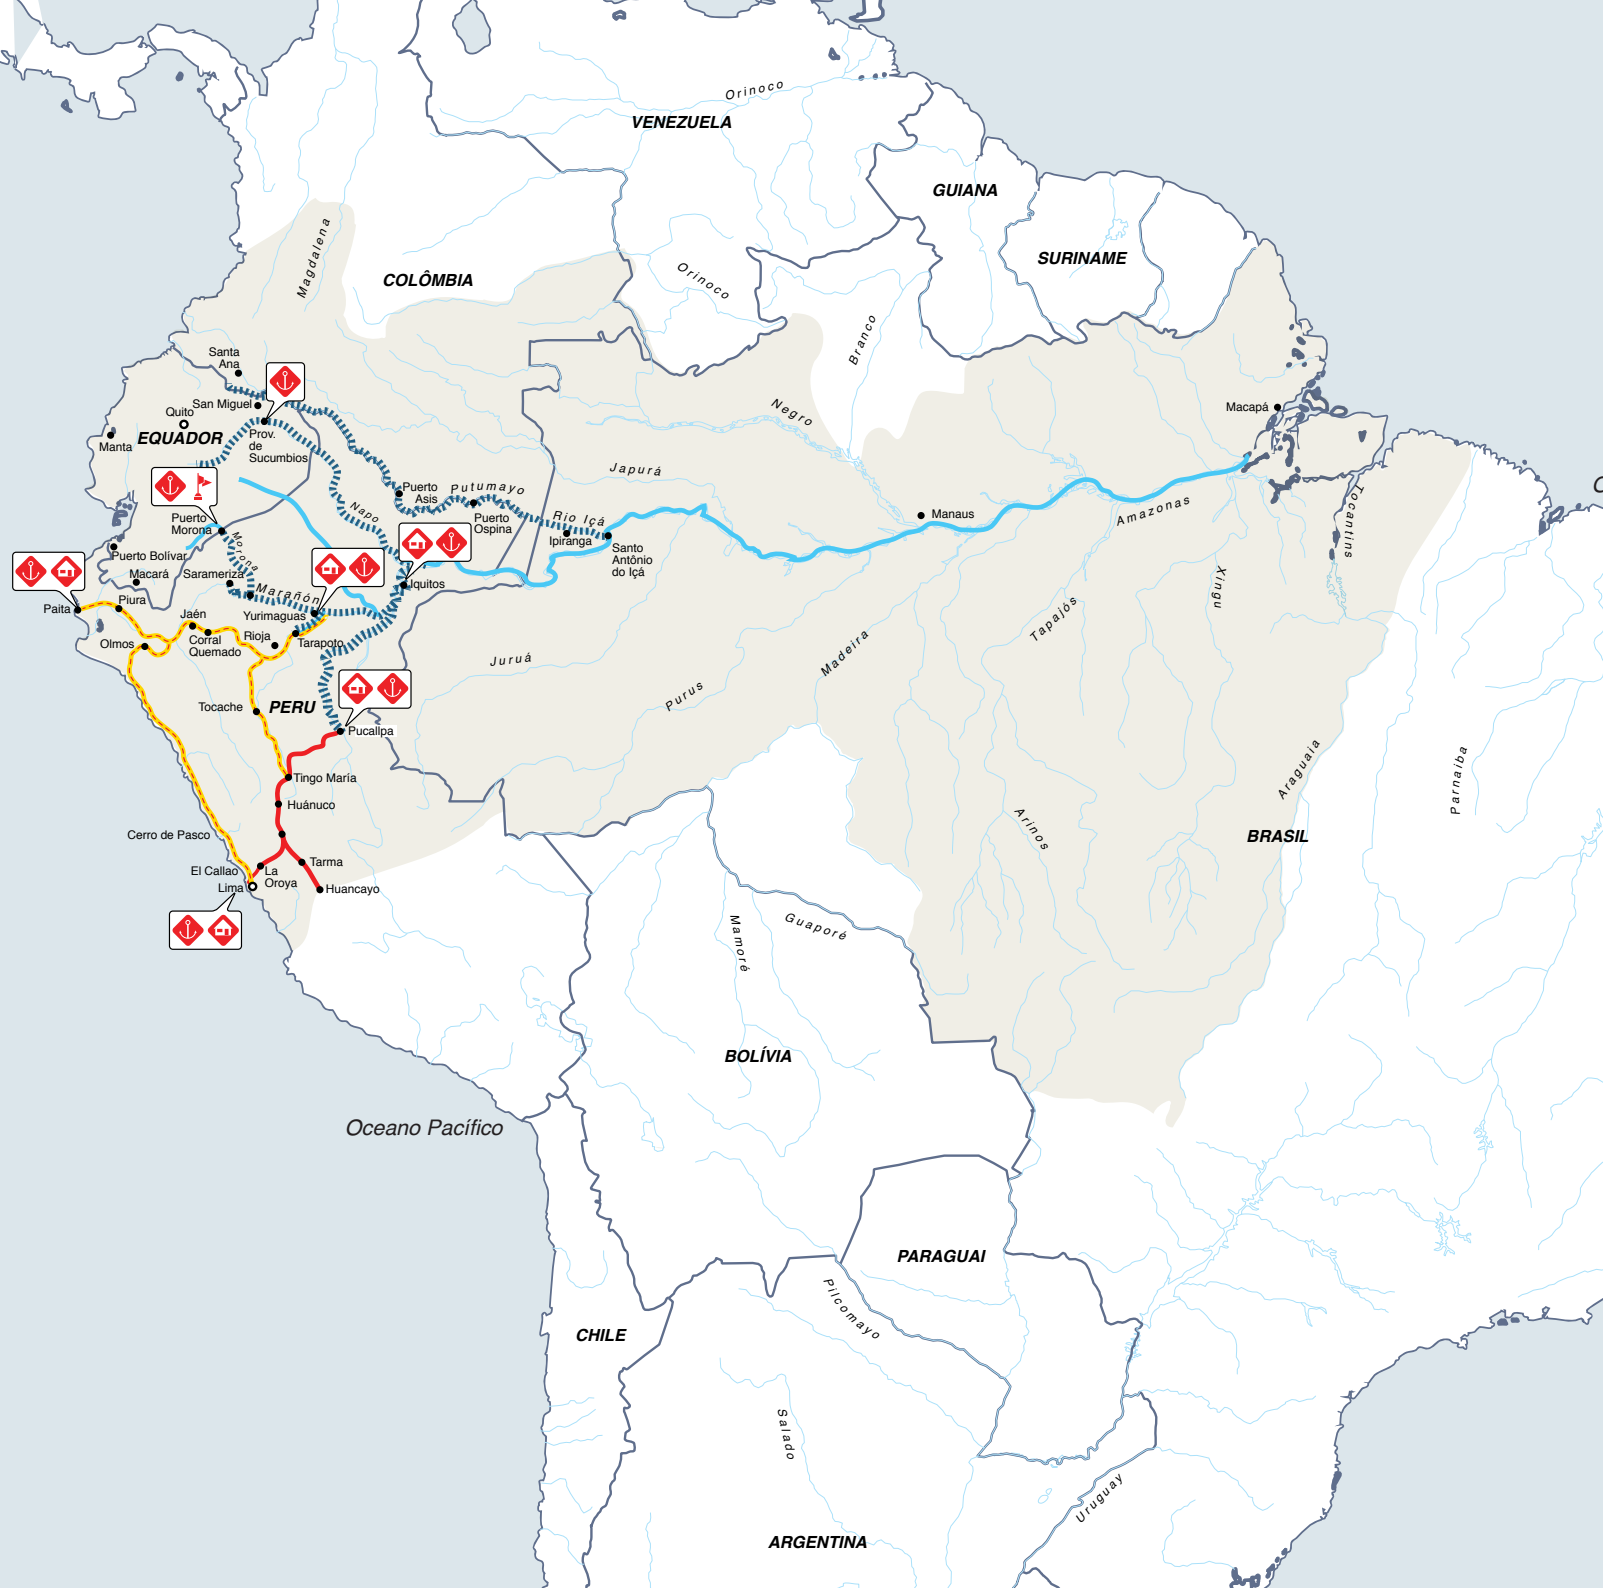 Orinoco
VENEZUELA
GUIANA
Magdalena
COLÔMBIA
SURINAME
Orinoco
Branco
Santa
Ana
San Miguel
Quito
EQUADOR
Manta
Prov.
de
Sucumbios
Negro
Macapá
Japurá
Puerto
Asis
Putumayo
Puerto
Ospina
Napo
Rio Içá
Ipiranga
Santo
Antônio
do Içá
Manaus
Amazonas
Tocantins
Puerto
Morona
Morona
Puerto Bolívar
Macará
Sarameriza
Marañón
Iquitos
Xingu
Paita
Piura
Jaén
Corral
Quemado
Rioja
Yurimaguas
Tarapoto
Olmos
Tapajós
Madeira
Juruá
Purus
Tocache
PERU
Pucallpa
Tingo María
Huánuco
Araguaia
Parnaiba
Arinos
BRASIL
Cerro de Pasco
Tarma
El Callao
La
Oroya
Lima
Huancayo
Mamoré
Guaporé
BOLÍVIA
Oceano Pacífico
PARAGUAI
Pilcomayo
CHILE
Salado
Uruguay
ARGENTINA